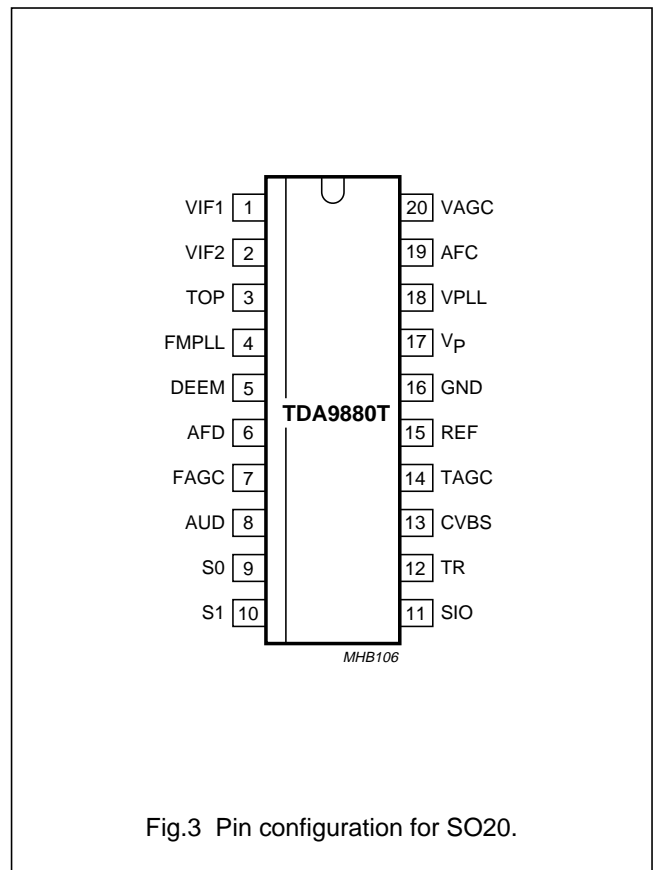 VIF1 1 20 VAGC
VIF2 2 19 AFC
TOP 3 18 VPLL
FMPLL 4 17 VP
DEEM 5 16 GND
TDA9880T
AFD 6 15 REF
FAGC 7 14 TAGC
AUD 8 13 CVBS
S0 9 12 TR
S1 10 11 SIO
MHB106
Fig.3 Pin configuration for SO20.